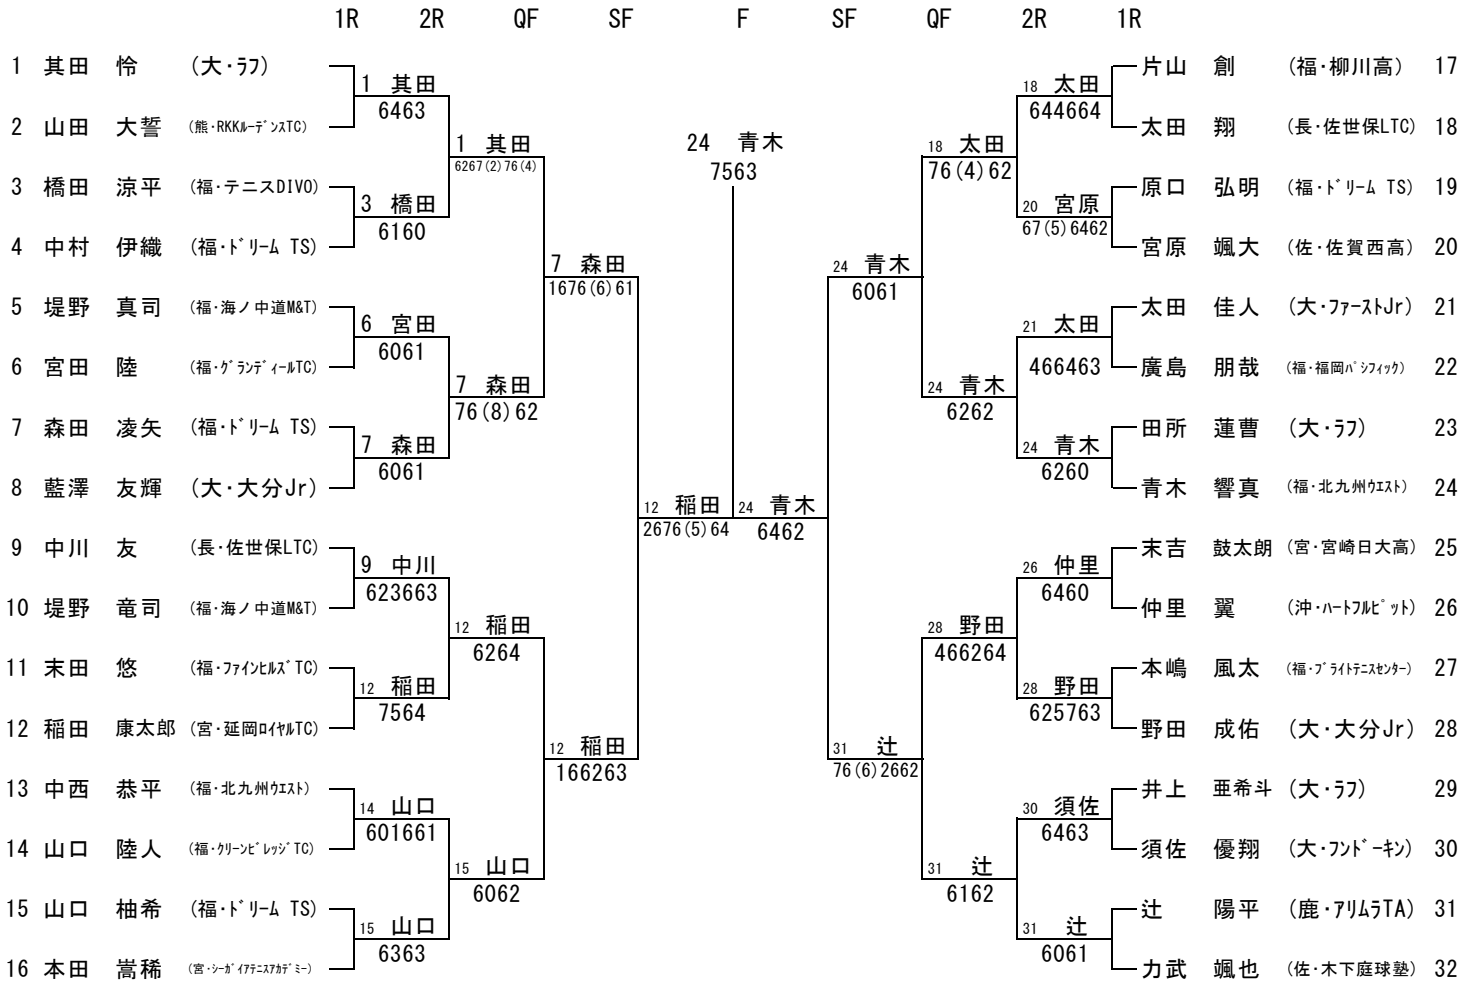 1R 2R QF SF F SF QF 2R 1R
1 其田 怜 (大・ラフ) 片山 創 (福・柳川高) 17
1 其田 18 太田
6463 644664
2 山田 大誓 (熊・RKKルーデンスTC) 太田 翔 (長・佐世保LTC) 18
1 其田 24 青木 18 太田
6267(2)76(4) 7563 76(4)62
3 橋田 涼平 (福・テニスDIVO) 原口 弘明 (福・ドリーム TS) 19
3 橋田 20 宮原
6160 67(5)6462
4 中村 伊織 (福・ドリーム TS) 宮原 颯大 (佐・佐賀西高) 20
7 森田 24 青木
1676(6)61 6061
5 堤野 真司 (福・海ノ中道M&T) 太田 佳人 (大・ファーストJr) 21
6 宮田 21 太田
6061 466463
6 宮田 陸 (福・グランディールTC) 廣島 朋哉 (福・福岡パシフィック) 22
7 森田 24 青木
76(8)62 6262
7 森田 凌矢 (福・ドリーム TS) 田所 蓮曹 (大・ラフ) 23
7 森田 24 青木
6061 6260
8 藍澤 友輝 (大・大分Jr) 青木 響真 (福・北九州ウエスト) 24
12 稲田 24 青木
2676(5)64 6462
9 中川 友 (長・佐世保LTC) 末吉 鼓太朗 (宮・宮崎日大高) 25
9 中川 26 仲里
623663 6460
10 堤野 竜司 (福・海ノ中道M&T) 仲里 翼 (沖・ハートフルピット) 26
12 稲田 28 野田
6264 466264
11 末田 悠 (福・ファインヒルズTC) 本嶋 風太 (福・ブライトテニスセンター) 27
12 稲田 28 野田
7564 625763
12 稲田 康太郎 (宮・延岡ロイヤルTC) 野田 成佑 (大・大分Jr) 28
12 稲田 31 辻
166263 76(6)2662
13 中西 恭平 (福・北九州ウエスト) 井上 亜希斗 (大・ラフ) 29
14 山口 30 須佐
601661 6463
14 山口 陸人 (福・クリーンビレッジTC) 須佐 優翔 (大・フンドーキン) 30
15 山口 31 辻
6062 6162
15 山口 柚希 (福・ドリーム TS) 辻 陽平 (鹿・アリムラTA) 31
15 山口 31 辻
6363 6061
16 本田 嵩稀 (宮・シーガイアテニスアカデミー) 力武 颯也 (佐・木下庭球塾) 32